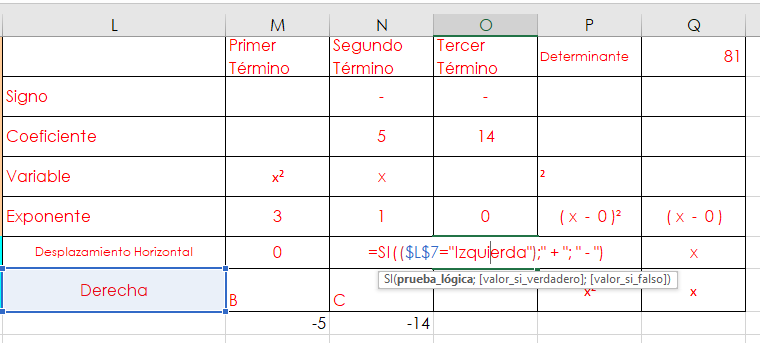 L M N O P Q
Primer Término Segundo Término Tercer Término Determinante 81
Signo - -
Coeficiente 5 14
Variable x² x ²
Exponente 3 1 0 ( x - 0 )² ( x - 0 )
Desplazamiento Horizontal 0 =SI(($L$7="Izquierda");" + "; " - ") x
SI(prueba_lógica; [valor_si_verdadero]; [valor_si_falso])
Derecha B C x² x
-5 -14